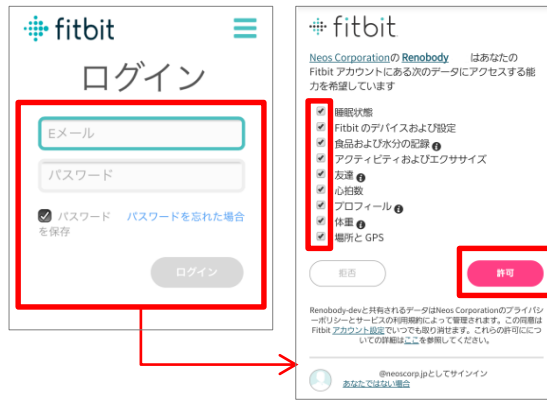 fitbit
ログイン
Eメール
パスワード
パスワード
を保存
パスワードを忘れた場合
ログイン
fitbit
Neos Corporationの Renobody はあなたの
Fitbit アカウントにある次のデータにアクセスする能
力を希望しています
睡眠状態
Fitbit のデバイスおよび設定
食品および水分の記録
アクティビティおよびエクササイズ
友達
心拍数
プロフィール
体重
場所と GPS
拒否
許可
Renobody-devと共有されるデータはNeos Corporationのプライバシ
ーポリシーとサービスの利用規約によって管理されます。この同意は
Fitbit アカウント設定でいつでも取り消せます。これらの許可にについ
ての詳細はここを参照してください。
@neoscorp.jpとしてサインイン
あなたではない場合